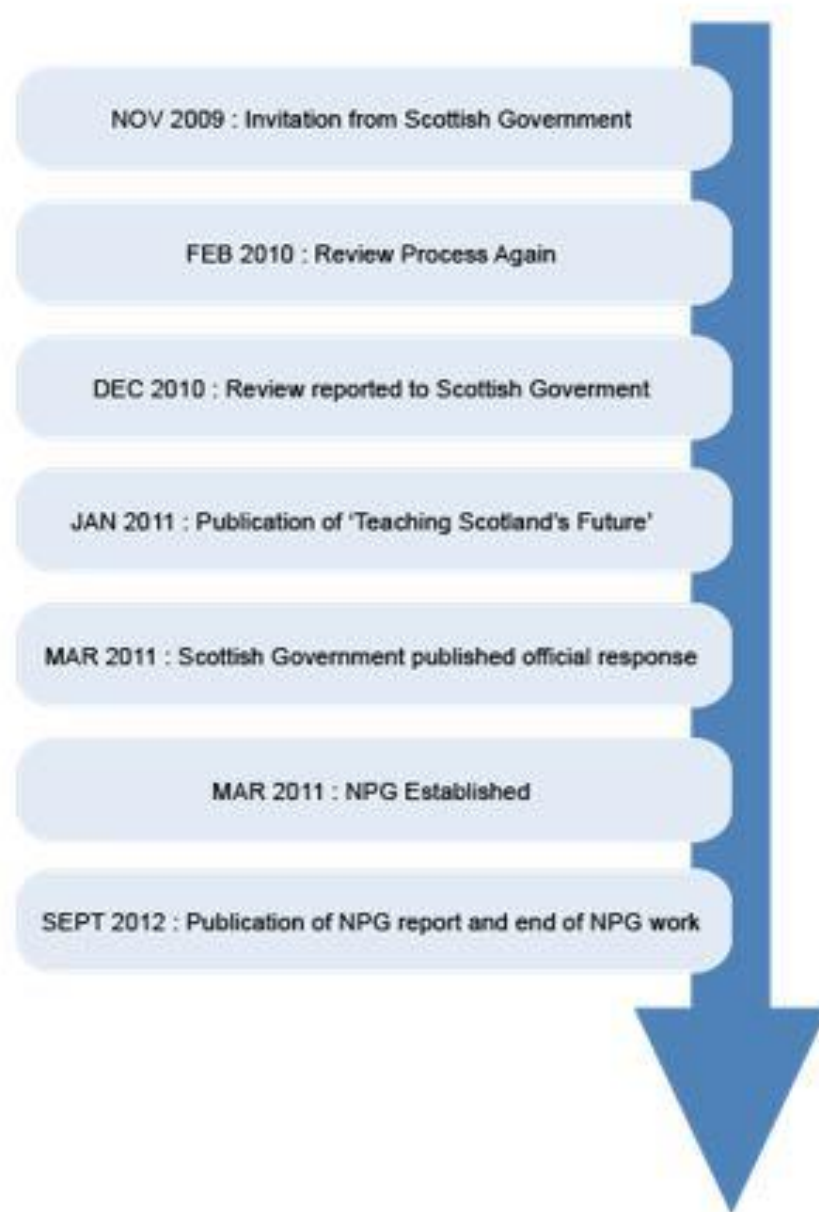 NOV 2009 : Invitation from Scottish Government
FEB 2010 : Review Process Again
DEC 2010 : Review reported to Scottish Goverment
JAN 2011 : Publication of ‘Teaching Scotland’s Future’
MAR 2011 : Scottish Government published official response
MAR 2011 : NPG Established
SEPT 2012 : Publication of NPG report and end of NPG work